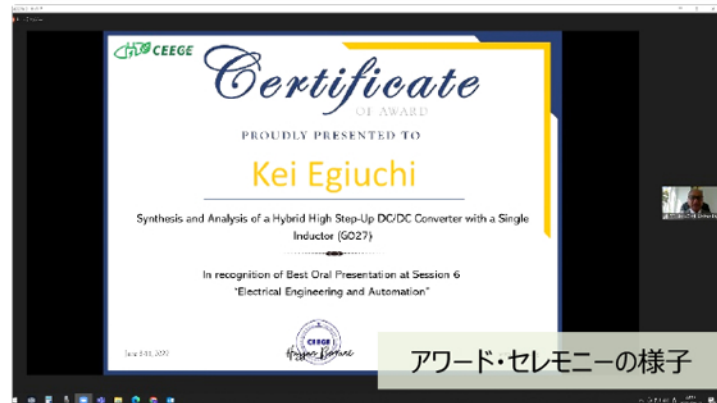 CEEGE
Certificate
OF AWARD
PROUDLY PRESENTED TO
Kei Egiuchi
Synthesis and Analysis of a Hybrid High Step-Up DC/DC Converter with a Single
Inductor (GO27)
In recognition of Best Oral Presentation at Session 6
"Electrical Engineering and Automation"
CEEGE
アワード・セレモニーの様子